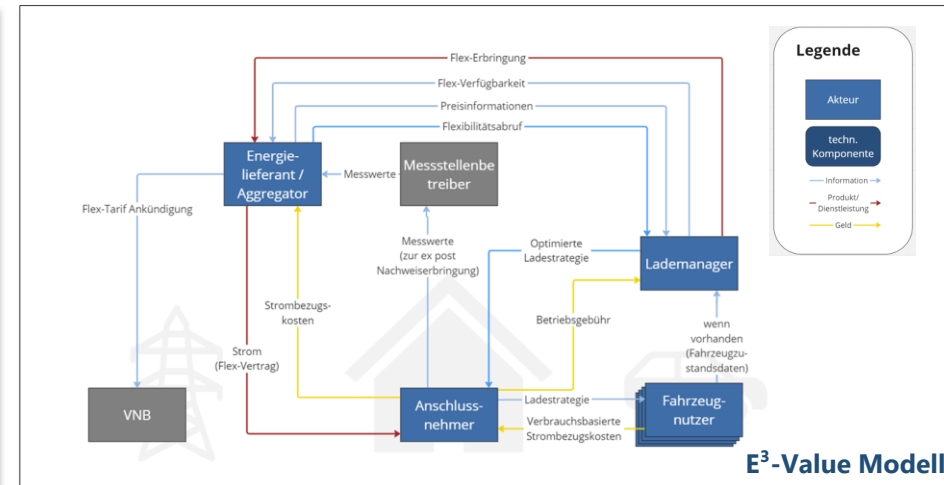 Flex-Erbringung
Flex-Verfügbarkeit
Preisinformationen
Flexibilitätsabruf
Energie-
lieferant /
Aggregator
Messwerte
Messstellenbe
treiber
Flex-Tarif Ankündigung
Messwerte
(zur ex post
Nachweiserbringung)
Optimierte
Ladestrategie
Lademanager
Strombezugs-
kosten
Betriebsgebühr
wenn
vorhanden
(Fahrzeugzu-
standsdaten)
Strom
(Flex-Vertrag)
VNB
Anschluss-
nehmer
Ladestrategie
Verbrauchsbasierte
Strombezugskosten
Fahrzeug-
nutzer
Legende
Akteur
techn.
Komponente
Information
Produkt/
Dienstleistung
Geld
E³-Value Modell